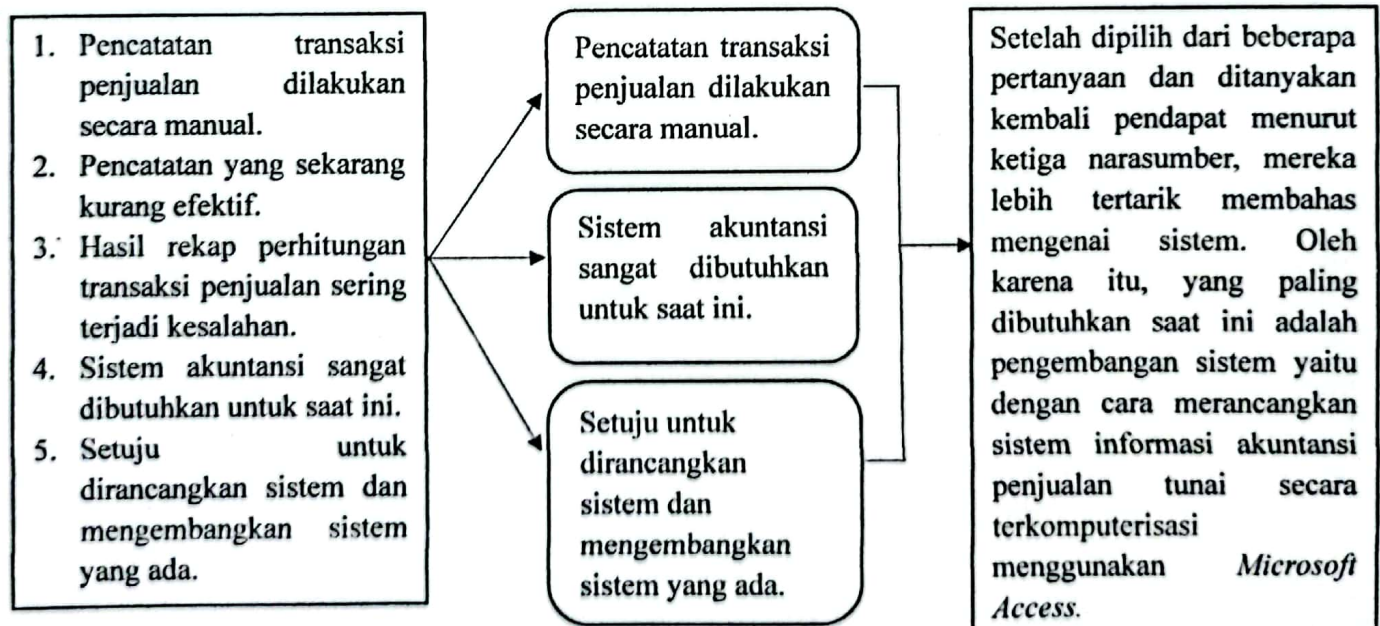 1. Pencatatan transaksi
penjualan dilakukan
secara manual.
2. Pencatatan yang sekarang
kurang efektif.
3. Hasil rekap perhitungan
transaksi penjualan sering
terjadi kesalahan.
4. Sistem akuntansi sangat
dibutuhkan untuk saat ini.
5. Setuju untuk
dirancangkan sistem dan
mengembangkan sistem
yang ada.
Pencatatan transaksi
penjualan dilakukan
secara manual.
Sistem akuntansi
sangat dibutuhkan
untuk saat ini.
Setuju untuk
dirancangkan
sistem dan
mengembangkan
sistem yang ada.
Setelah dipilih dari beberapa
pertanyaan dan ditanyakan
kembali pendapat menurut
ketiga narasumber, mereka
lebih tertarik membahas
mengenai sistem. Oleh
karena itu, yang paling
dibutuhkan saat ini adalah
pengembangan sistem yaitu
dengan cara merancangkan
sistem informasi akuntansi
penjualan tunai secara
terkomputerisasi
menggunakan Microsoft
Access.